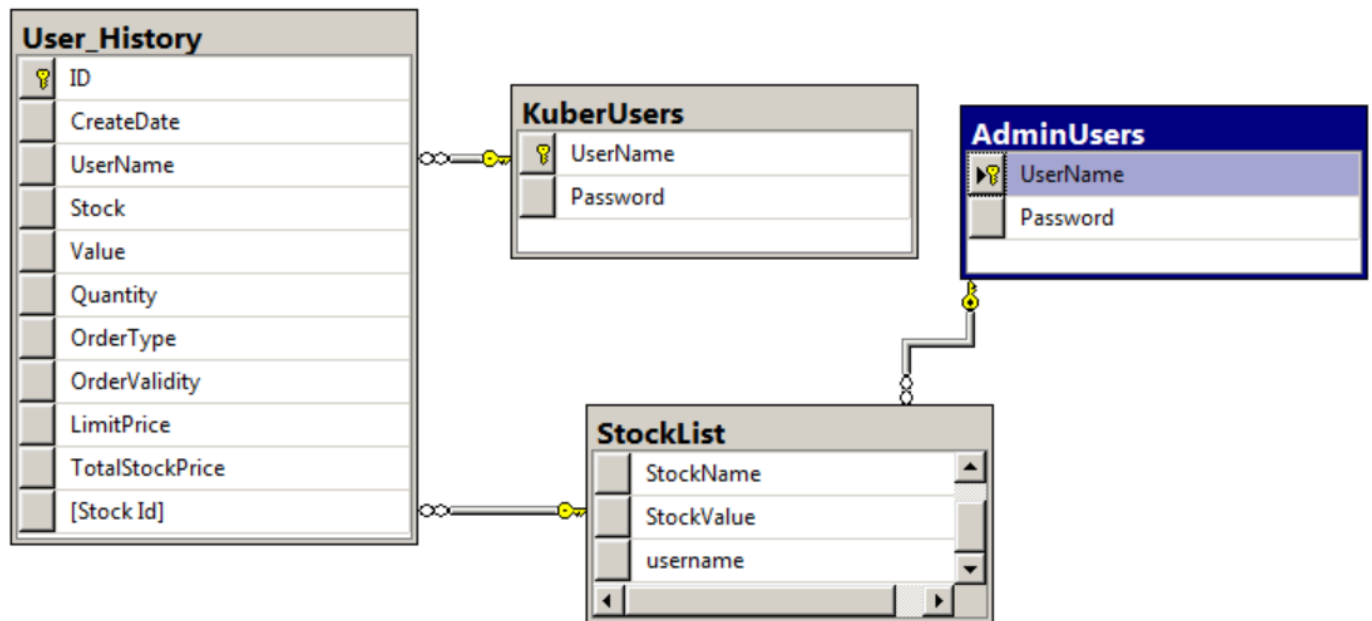 User_History
ID
CreateDate
UserName
Stock
Value
Quantity
OrderType
OrderValidity
LimitPrice
TotalStockPrice
[Stock Id]
KuberUsers
UserName
Password
AdminUsers
UserName
Password
StockList
StockName
StockValue
username